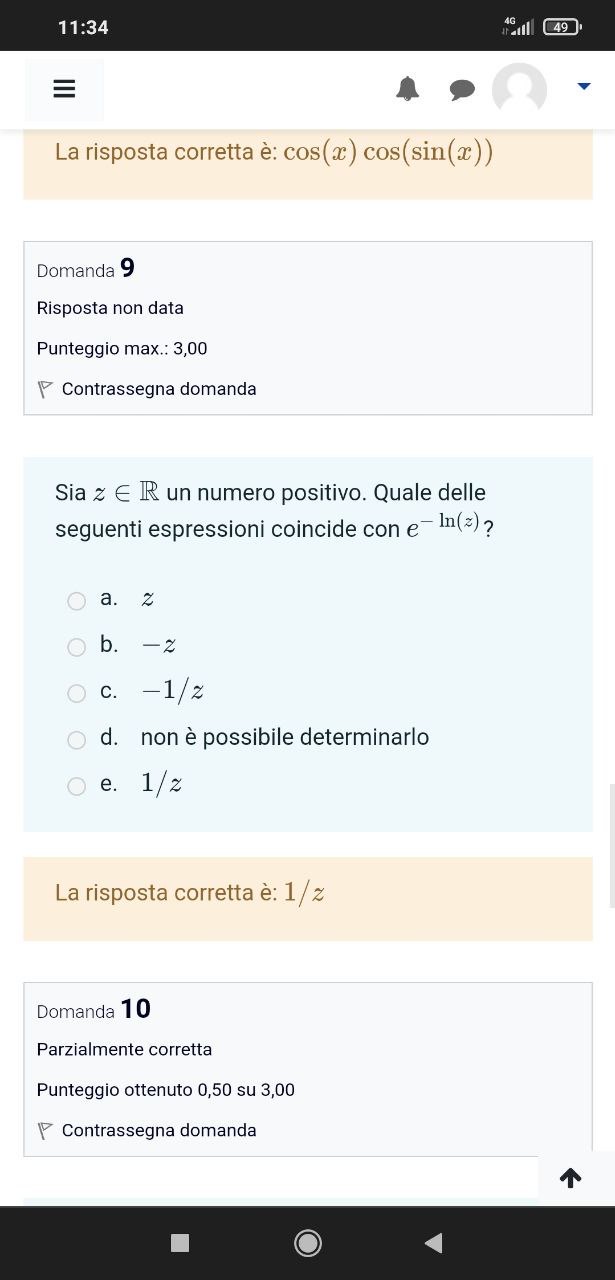 11:34
4G
49
La risposta corretta è: cos(x) cos(sin(x))
Domanda 9
Risposta non data
Punteggio max.: 3,00
Contrassegna domanda
Sia z ∈ ℝ un numero positivo. Quale delle
seguenti espressioni coincide con e^{− ln(z)}?
a. z
b. −z
c. −1/z
d. non è possibile determinarlo
e. 1/z
La risposta corretta è: 1/z
Domanda 10
Parzialmente corretta
Punteggio ottenuto 0,50 su 3,00
Contrassegna domanda